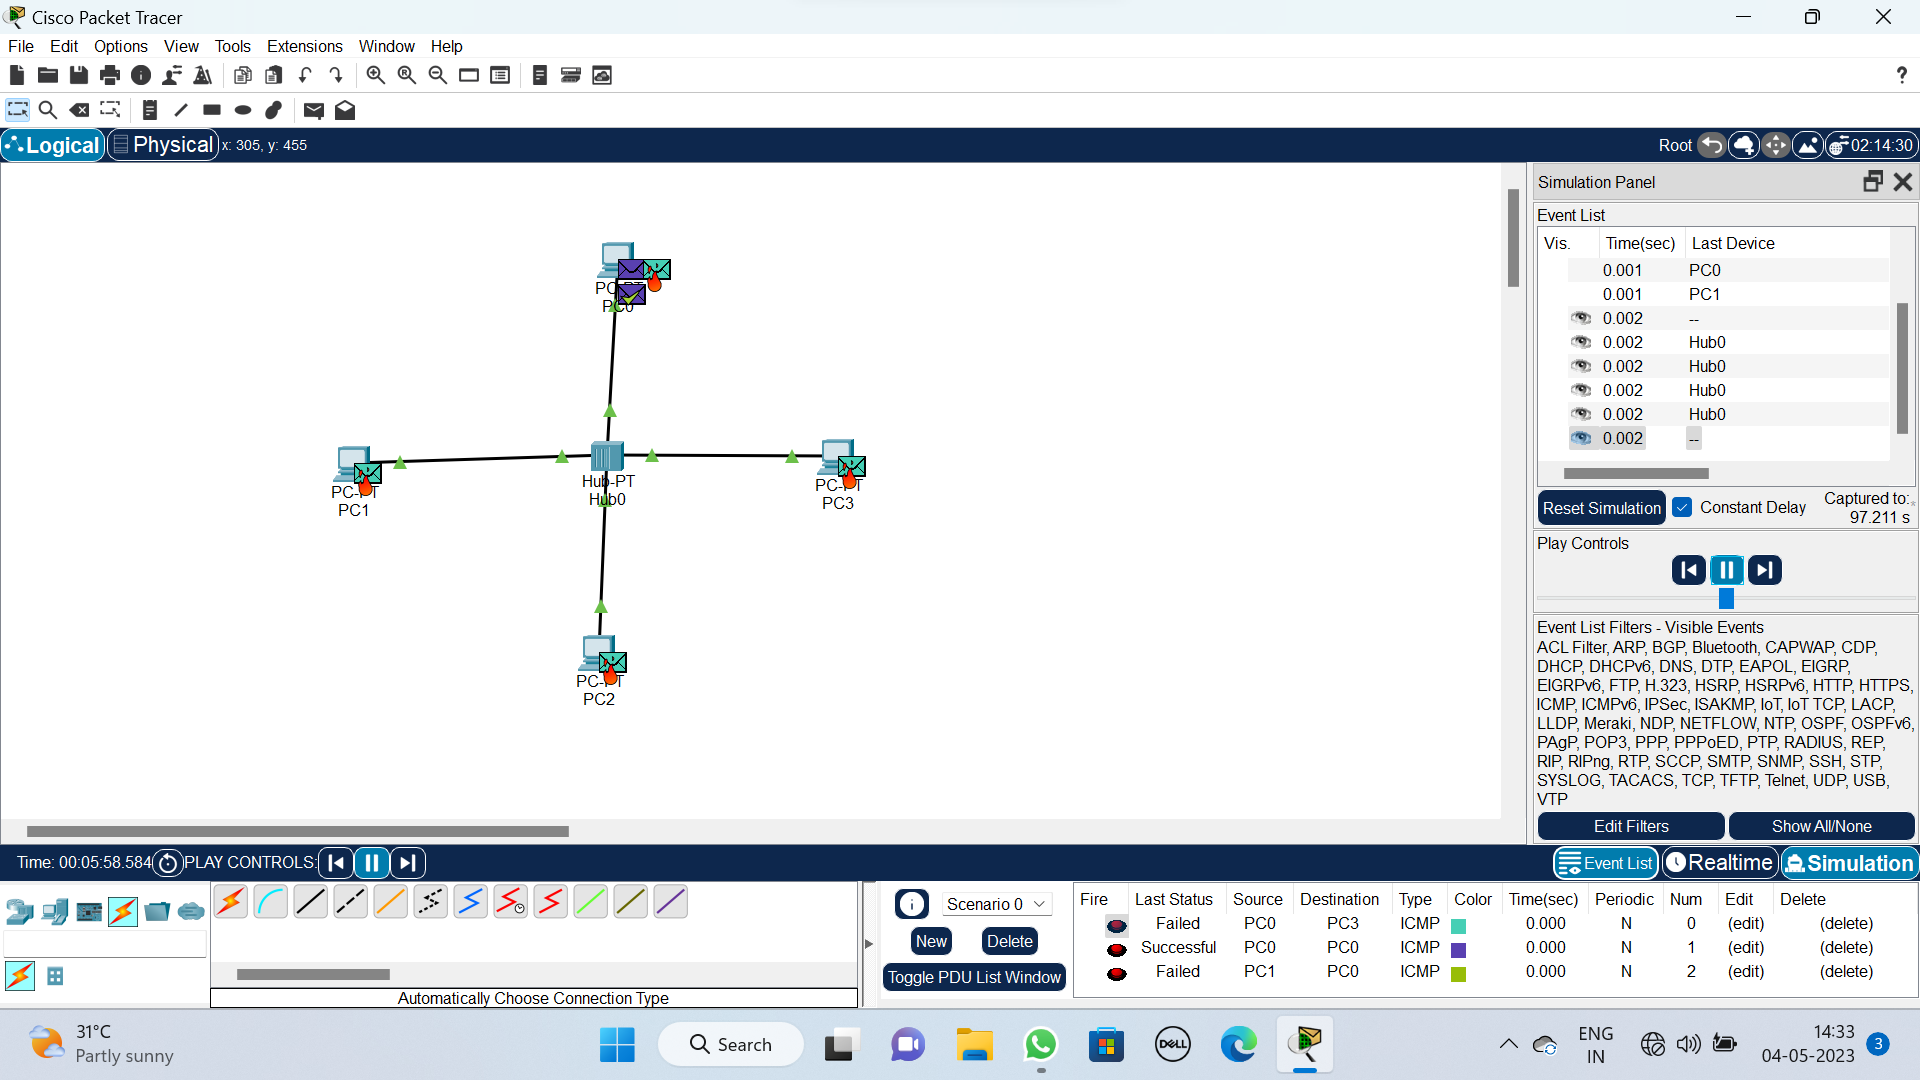 Cisco Packet Tracer
File Edit Options View Tools Extensions Window Help
?
Logical Physical x: 305, y: 455 Root 02:14:30
Simulation Panel
Event List
Vis. Time(sec) Last Device
0.001 PC0
0.001 PC1
0.002 --
0.002 Hub0
0.002 Hub0
0.002 Hub0
0.002 Hub0
0.002 --
Reset Simulation Constant Delay Captured to:
97.211 s
Play Controls
Event List Filters - Visible Events
ACL Filter, ARP, BGP, Bluetooth, CAPWAP, CDP,
DHCP, DHCPv6, DNS, DTP, EAPOL, EIGRP,
EIGRPv6, FTP, H.323, HSRP, HSRPv6, HTTP, HTTPS,
ICMP, ICMPv6, IPSec, ISAKMP, IoT, IoT TCP, LACP,
LLDP, Meraki, NDP, NETFLOW, NTP, OSPF, OSPFv6,
PAgP, POP3, PPP, PPPoED, PTP, RADIUS, REP,
RIP, RIPng, RTP, SCCP, SMTP, SNMP, SSH, STP,
SYSLOG, TACACS, TCP, TFTP, Telnet, UDP, USB,
VTP
Edit Filters Show All/None
PC-PT
PC0
PC-PT
PC1
Hub-PT
Hub0
PC-PT
PC3
PC-PT
PC2
Time: 00:05:58.584 PLAY CONTROLS: Event List Realtime Simulation
Scenario 0
New Delete
Toggle PDU List Window
Automatically Choose Connection Type
Fire Last Status Source Destination Type Color Time(sec) Periodic Num Edit Delete
Failed PC0 PC3 ICMP 0.000 N 0 (edit) (delete)
Successful PC0 PC0 ICMP 0.000 N 1 (edit) (delete)
Failed PC1 PC0 ICMP 0.000 N 2 (edit) (delete)
31°C
Partly sunny
Search
DELL
ENG
IN
14:33
04-05-2023
3